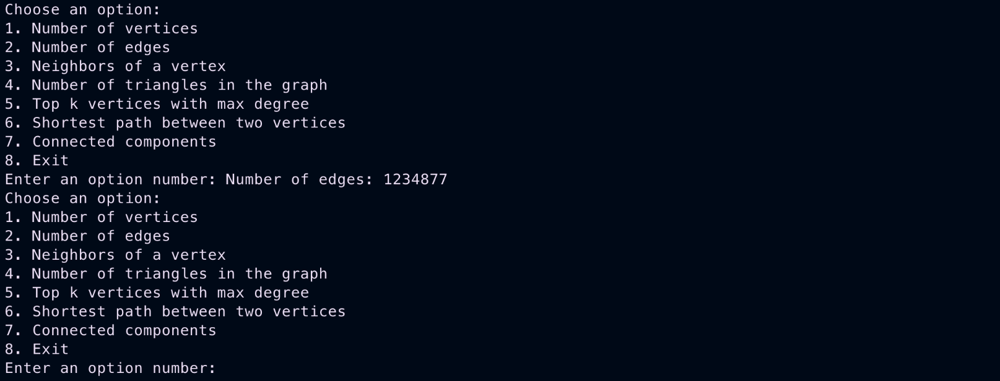 Choose an option:
1. Number of vertices
2. Number of edges
3. Neighbors of a vertex
4. Number of triangles in the graph
5. Top k vertices with max degree
6. Shortest path between two vertices
7. Connected components
8. Exit
Enter an option number: Number of edges: 1234877
Choose an option:
1. Number of vertices
2. Number of edges
3. Neighbors of a vertex
4. Number of triangles in the graph
5. Top k vertices with max degree
6. Shortest path between two vertices
7. Connected components
8. Exit
Enter an option number: